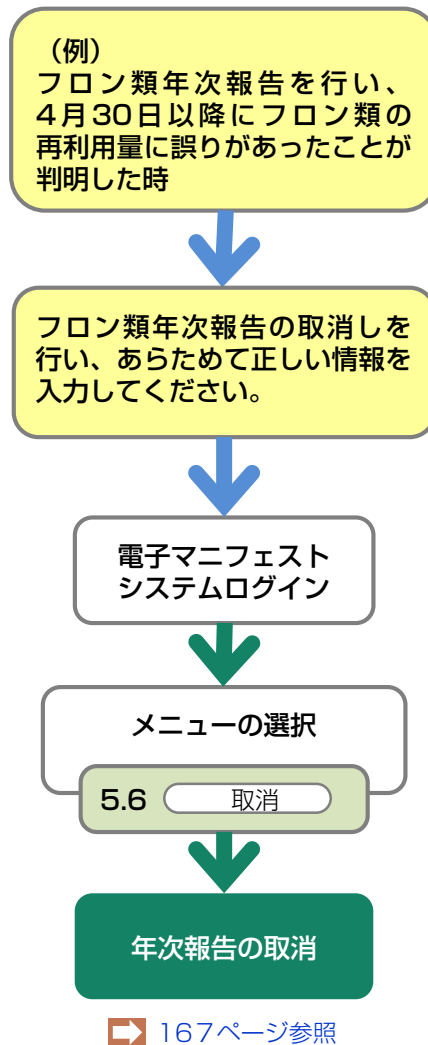 （例）
フロン類年次報告を行い、
４月30日以降にフロン類の
再利用量に誤りがあったことが
判明した時
フロン類年次報告の取消しを
行い、あらためて正しい情報を
入力してください。
電子マニフェスト
システムログイン
メニューの選択
5.6 取消
年次報告の取消
167ページ参照